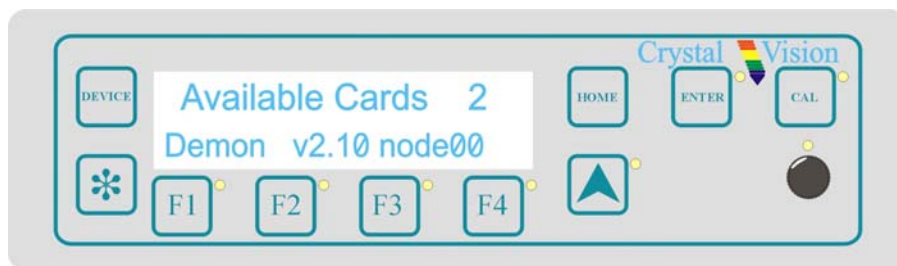 Crystal Vision
DEVICE
Available Cards 2
HOME
ENTER
CAL
Demon v2.10 node00
F1
F2
F3
F4